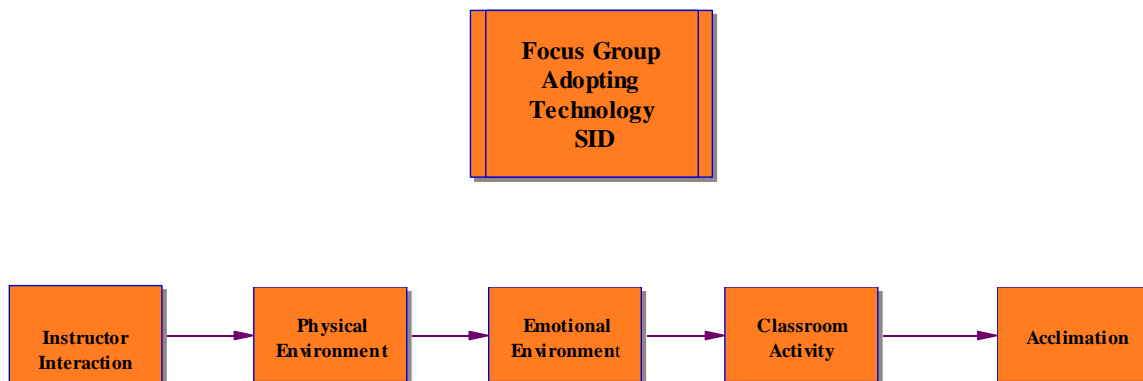 Focus Group
Adopting
Technology
SID
Instructor
Interaction
Physical
Environment
Emotional
Environment
Classroom
Activity
Acclimation